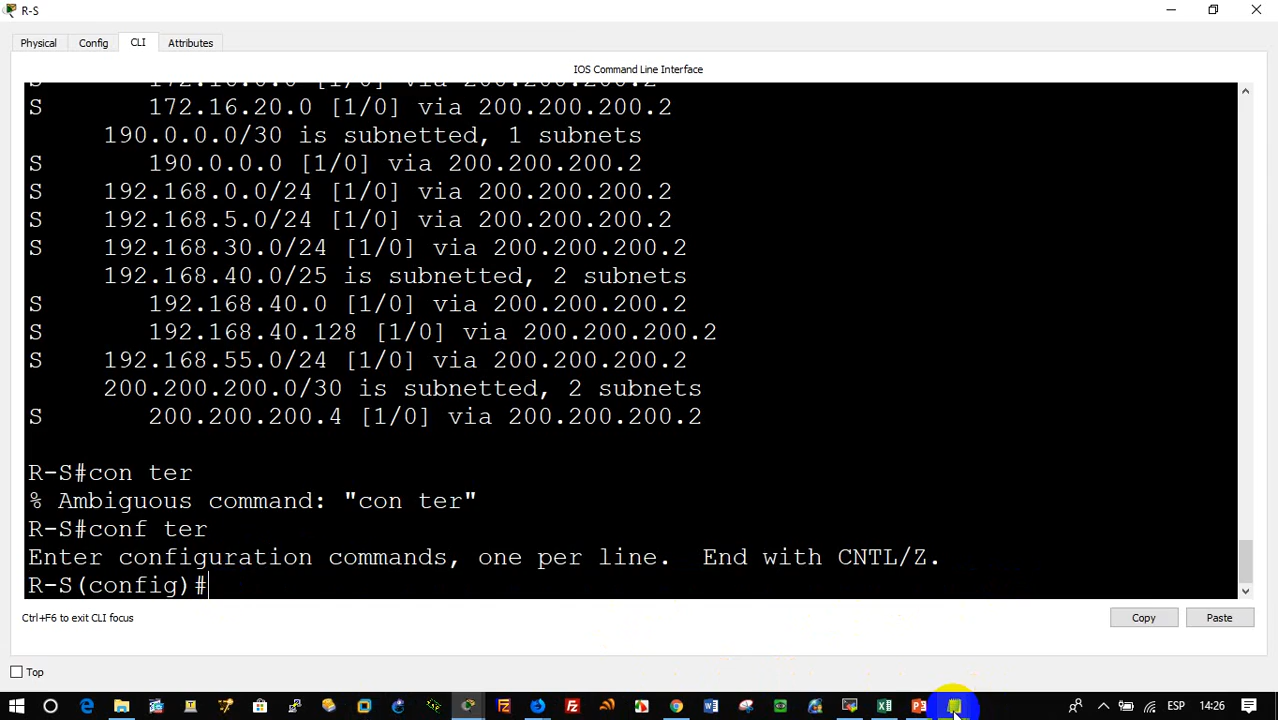 R-S
Physical Config CLI Attributes
IOS Command Line Interface
S 172.16.20.0 [1/0] via 200.200.200.2
190.0.0.0/30 is subnetted, 1 subnets
S 190.0.0.0 [1/0] via 200.200.200.2
S 192.168.0.0/24 [1/0] via 200.200.200.2
S 192.168.5.0/24 [1/0] via 200.200.200.2
S 192.168.30.0/24 [1/0] via 200.200.200.2
192.168.40.0/25 is subnetted, 2 subnets
S 192.168.40.0 [1/0] via 200.200.200.2
S 192.168.40.128 [1/0] via 200.200.200.2
S 192.168.55.0/24 [1/0] via 200.200.200.2
200.200.200.0/30 is subnetted, 2 subnets
S 200.200.200.4 [1/0] via 200.200.200.2
R-S#con ter
% Ambiguous command: "con ter"
R-S#conf ter
Enter configuration commands, one per line. End with CNTL/Z.
R-S(config)#
Ctrl+F6 to exit CLI focus
Copy Paste
Top
ESP 14:26